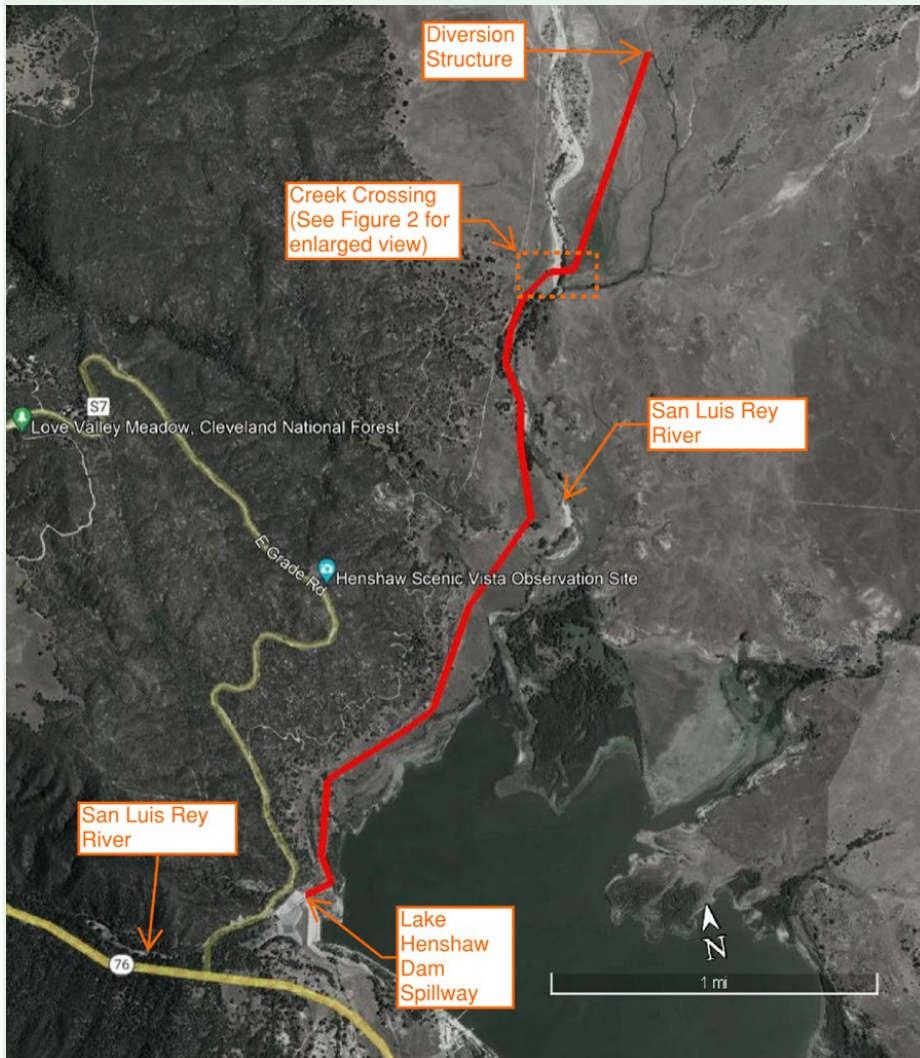 Diversion
Structure
Creek Crossing
(See Figure 2 for
enlarged view)
S7
Love Valley Meadow, Cleveland National Forest
San Luis Rey
River
E Grade Rd
Henshaw Scenic Vista Observation Site
San Luis Rey
River
Lake
Henshaw
Dam
Spillway
76
N
1 mi